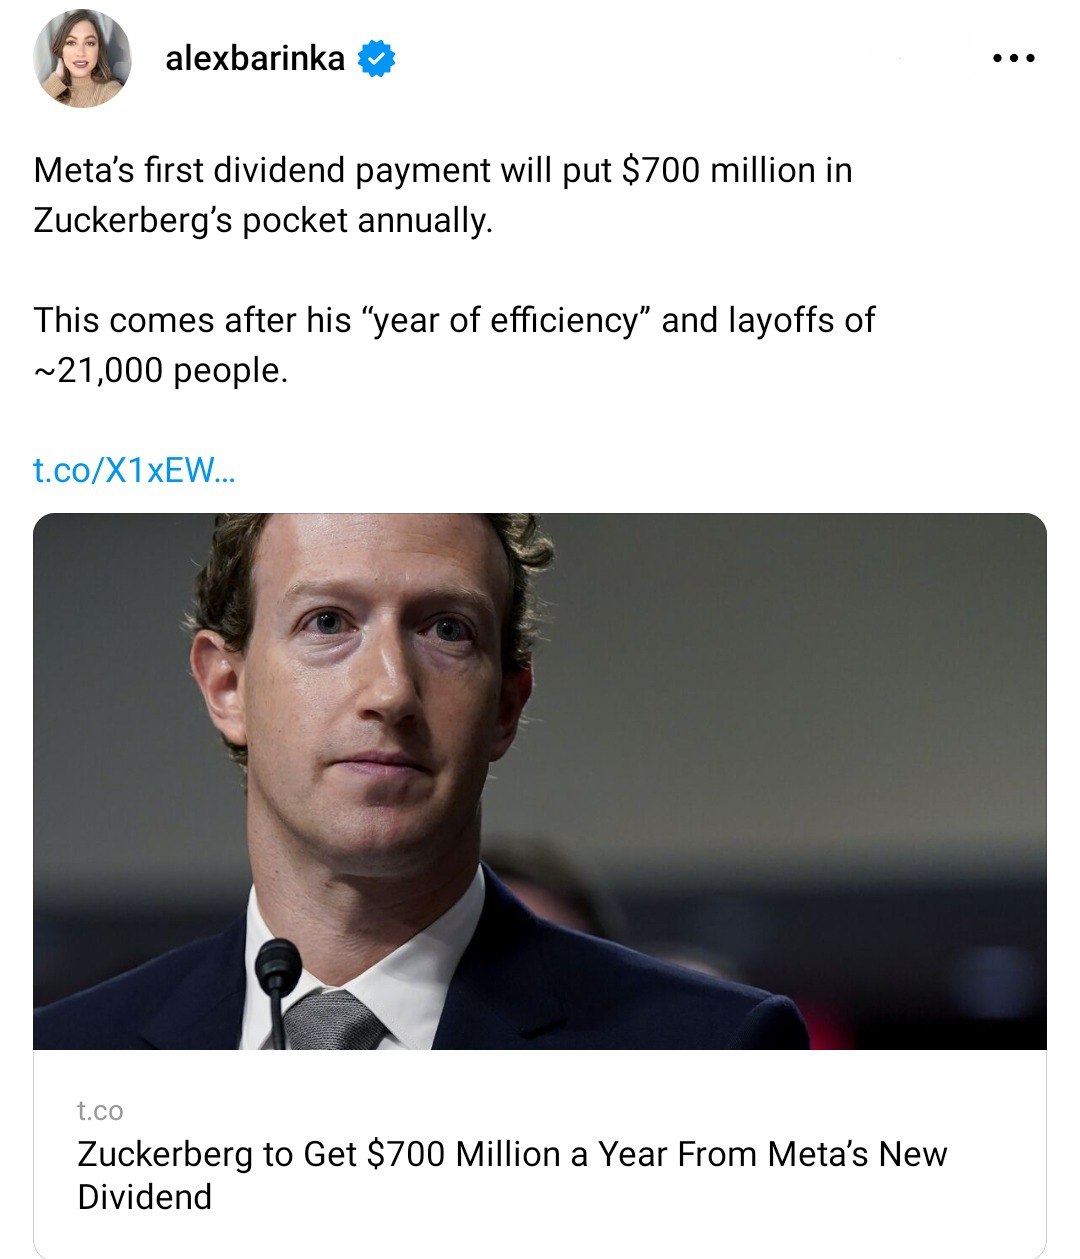 alexbarinka
Meta’s first dividend payment will put $700 million in
Zuckerberg’s pocket annually.
This comes after his “year of efficiency” and layoffs of
~21,000 people.
t.co/X1xEW...
t.co
Zuckerberg to Get $700 Million a Year From Meta’s New
Dividend